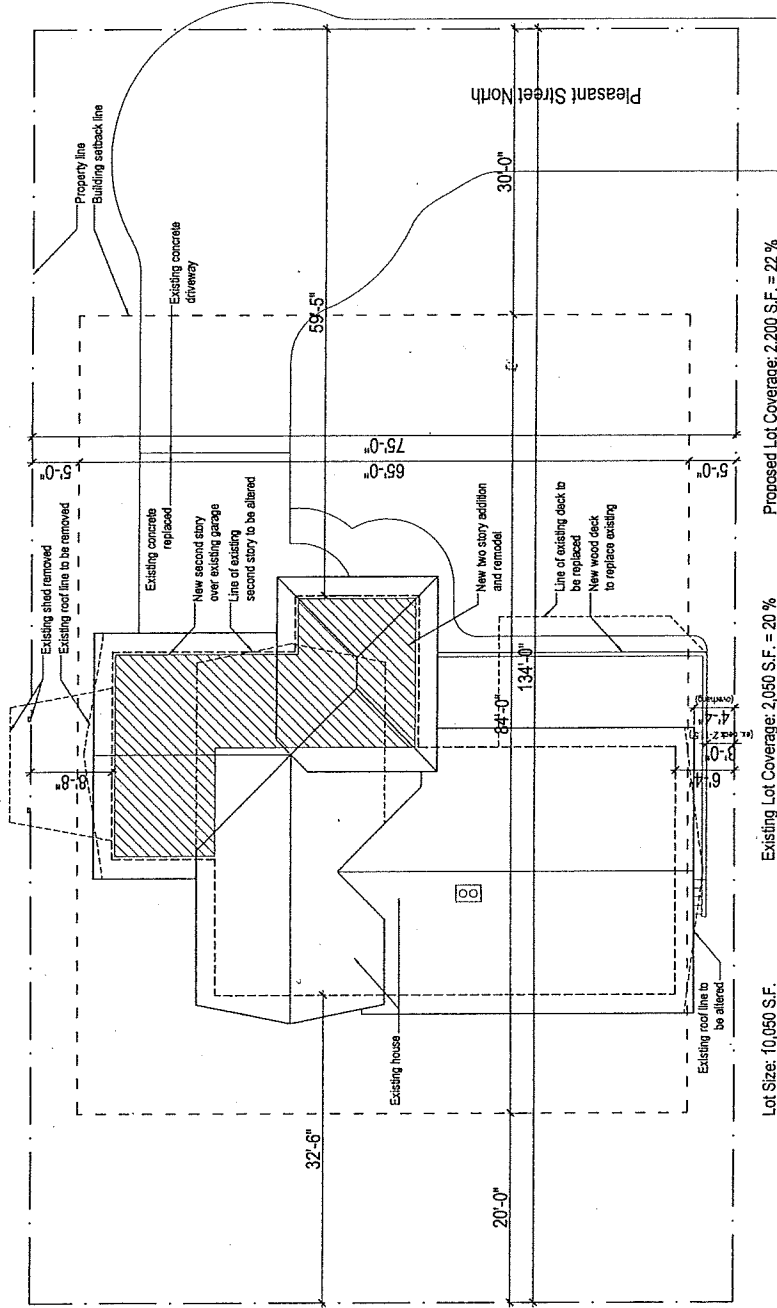 Property line
Building setback line
Pleasant Street North
30'-0"
59'-5"
Existing concrete
driveway
75'-0"
65'-0"
5'-0"
5'-0"
Existing shed removed
Existing roof line to be removed
Existing concrete
replaced
New second story
over existing garage
Line of existing
second story to be altered
New two story addition
and remodel
Line of existing deck to
be replaced
New wood deck
to replace existing
8'-8"
84'-0"
134'-0"
4'-4"
(overhang)
3'-0"
6'-4"
Existing house
Existing roof line to
be altered
32'-6"
20'-0"
Lot Size: 10,050 S.F.
Existing Lot Coverage: 2,050 S.F. = 20 %
Proposed Lot Coverage: 2,200 S.F. = 22 %